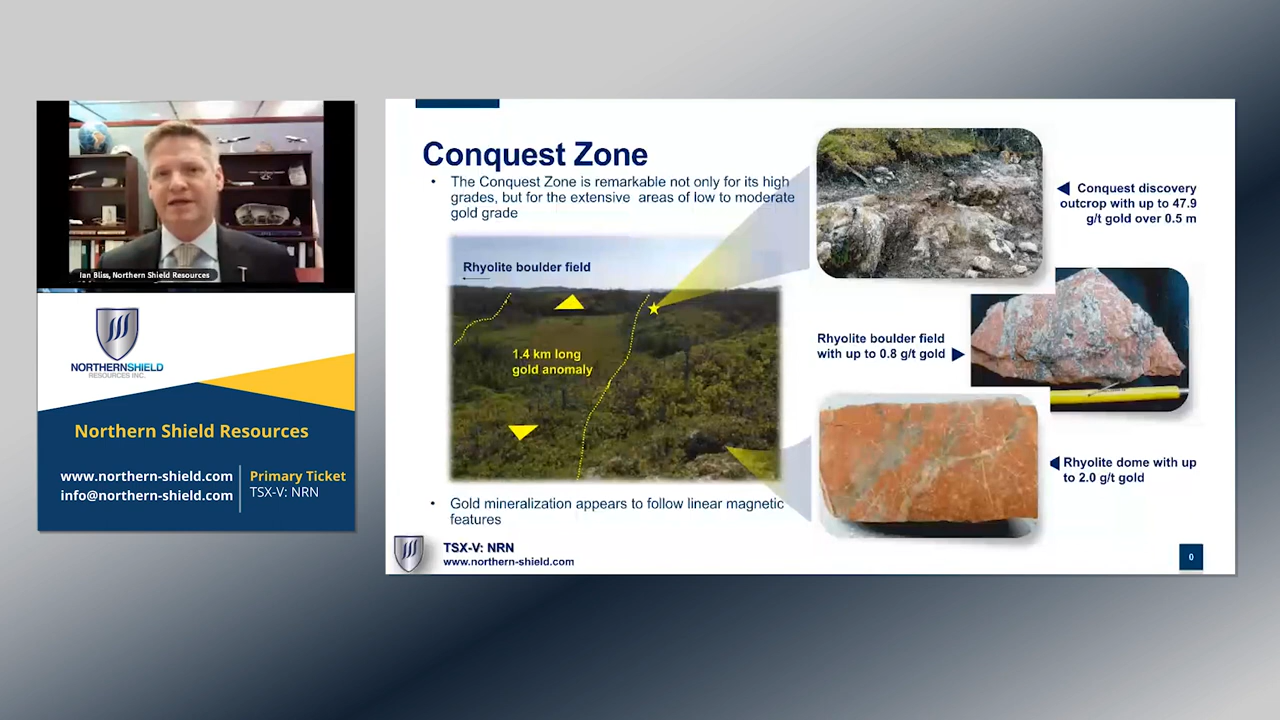 Ian Bliss, Northern Shield Resources
NORTHERNSHIELD
RESOURCES INC.
Northern Shield Resources
www.northern-shield.com
info@northern-shield.com
Primary Ticket
TSX-V: NRN
Conquest Zone
• The Conquest Zone is remarkable not only for its high
grades, but for the extensive areas of low to moderate
gold grade
Rhyolite boulder field
1.4 km long
gold anomaly
• Gold mineralization appears to follow linear magnetic
features
Conquest discovery
outcrop with up to 47.9
g/t gold over 0.5 m
Rhyolite boulder field
with up to 0.8 g/t gold
Rhyolite dome with up
to 2.0 g/t gold
TSX-V: NRN
www.northern-shield.com
0